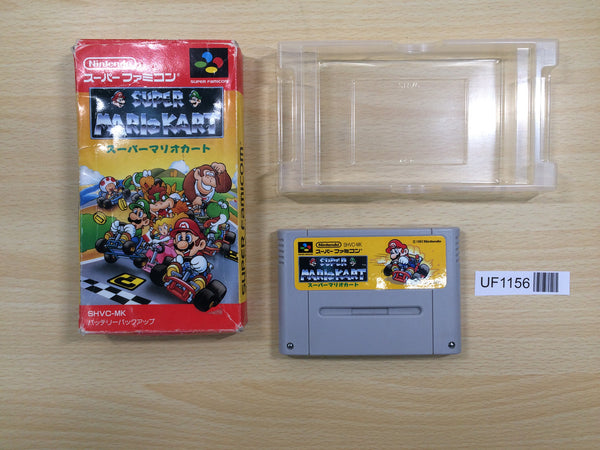 Nintendo
スーパーファミコン
SUPER FAMICOM
SUPER
MARIO KART
スーパーマリオカート
SUPER Famicom
SHVC-MK
バッテリーバックアップ
Nintendo SHVC-MK
スーパーファミコン
© 1992 Nintendo
SUPER
MARIO KART
スーパーマリオカート
UF1156